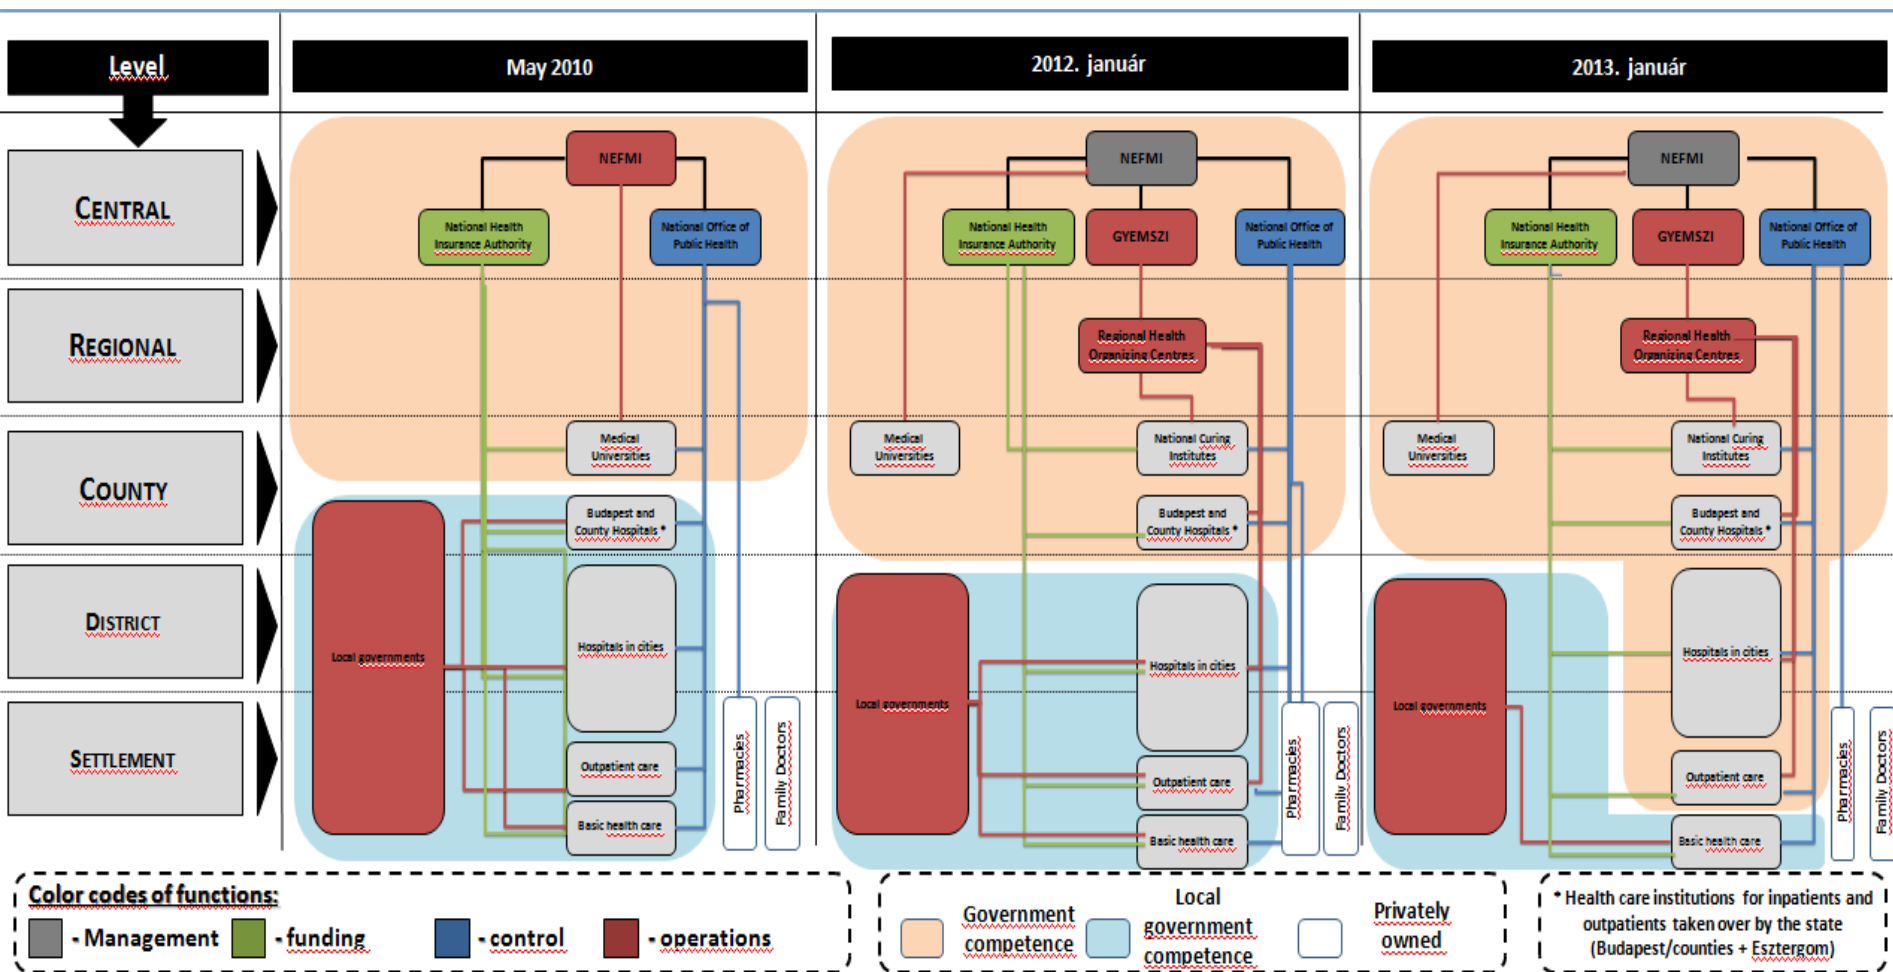 Level
May 2010
2012. január
2013. január
CENTRAL
REGIONAL
COUNTY
DISTRICT
SETTLEMENT
NEFMI
National Health
Insurance Authority
National Office of
Public Health
Medical
Universities
Budapest and
County Hospitals *
Local governments
Hospitals in cities
Outpatient care
Basic health care
Pharmacies
Family Doctors
NEFMI
National Health
Insurance Authority
GYEMSZI
National Office of
Public Health
Regional Health
Organizing Centres
Medical
Universities
National Curing
Institutes
Budapest and
County Hospitals *
Local governments
Hospitals in cities
Outpatient care
Basic health care
Pharmacies
Family Doctors
NEFMI
National Health
Insurance Authority
GYEMSZI
National Office of
Public Health
Regional Health
Organizing Centres
Medical
Universities
National Curing
Institutes
Budapest and
County Hospitals *
Local governments
Hospitals in cities
Outpatient care
Basic health care
Pharmacies
Family Doctors
Color codes of functions:
- Management
- funding
- control
- operations
Government
competence
Local
government
competence
Privately
owned
* Health care institutions for inpatients and
outpatients taken over by the state
(Budapest/counties + Esztergom)